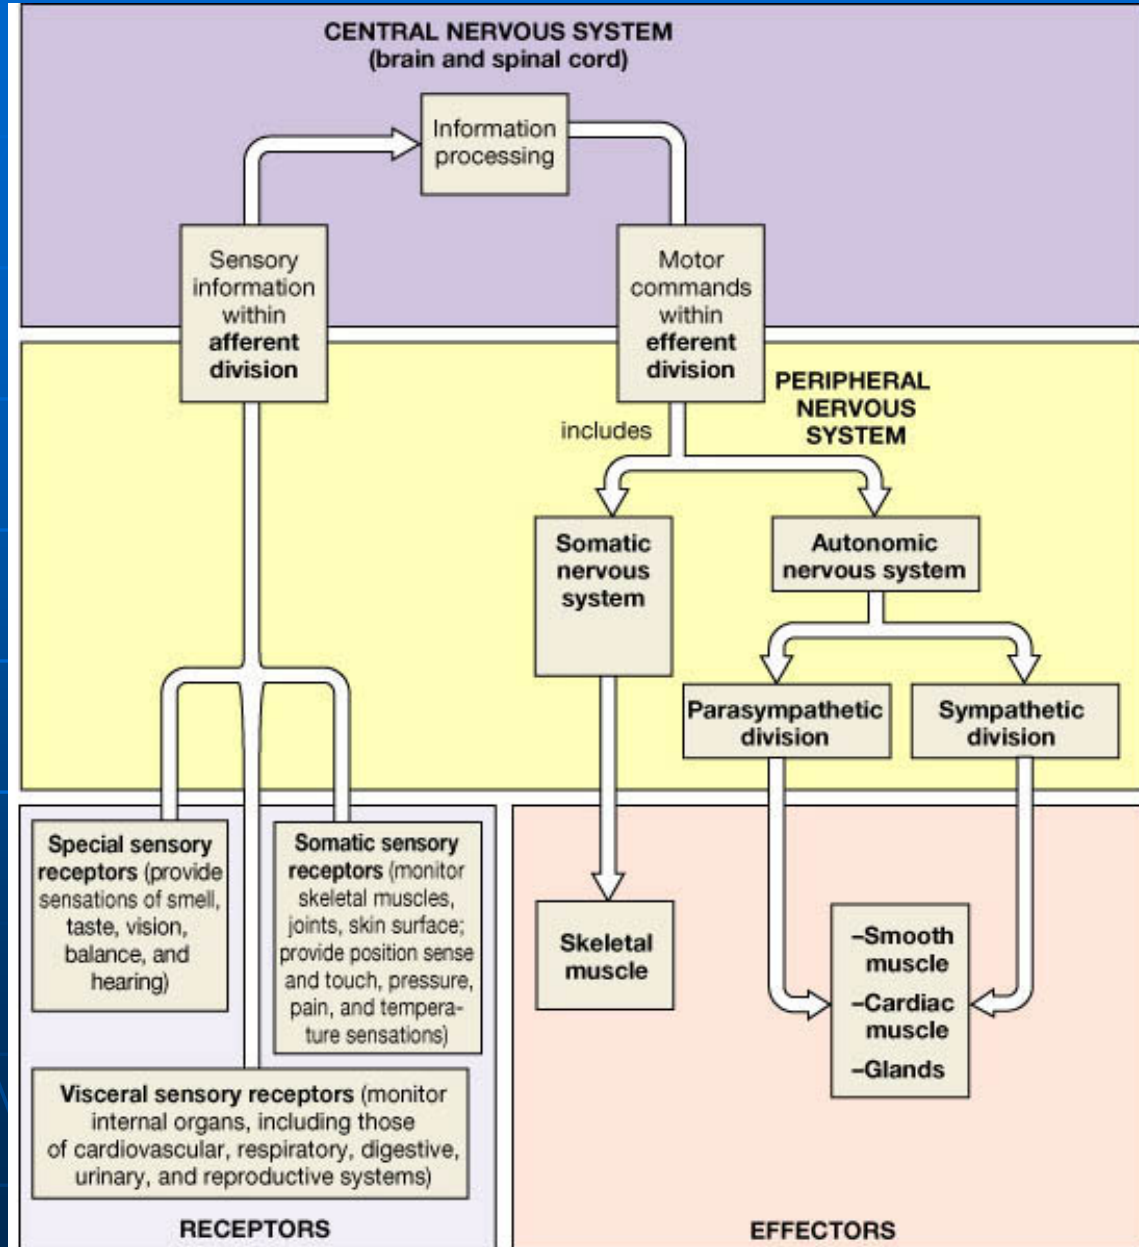 CENTRAL NERVOUS SYSTEM
(brain and spinal cord)
Information
processing
Sensory
information
within
afferent
division
Motor
commands
within
efferent
division
PERIPHERAL
NERVOUS
SYSTEM
includes
Somatic
nervous
system
Autonomic
nervous system
Parasympathetic
division
Sympathetic
division
Special sensory
receptors (provide
sensations of smell,
taste, vision,
balance, and
hearing)
Somatic sensory
receptors (monitor
skeletal muscles,
joints, skin surface;
provide position sense
and touch, pressure,
pain, and tempera-
ture sensations)
Visceral sensory receptors (monitor
internal organs, including those
of cardiovascular, respiratory, digestive,
urinary, and reproductive systems)
RECEPTORS
Skeletal
muscle
–Smooth
muscle
–Cardiac
muscle
–Glands
EFFECTORS